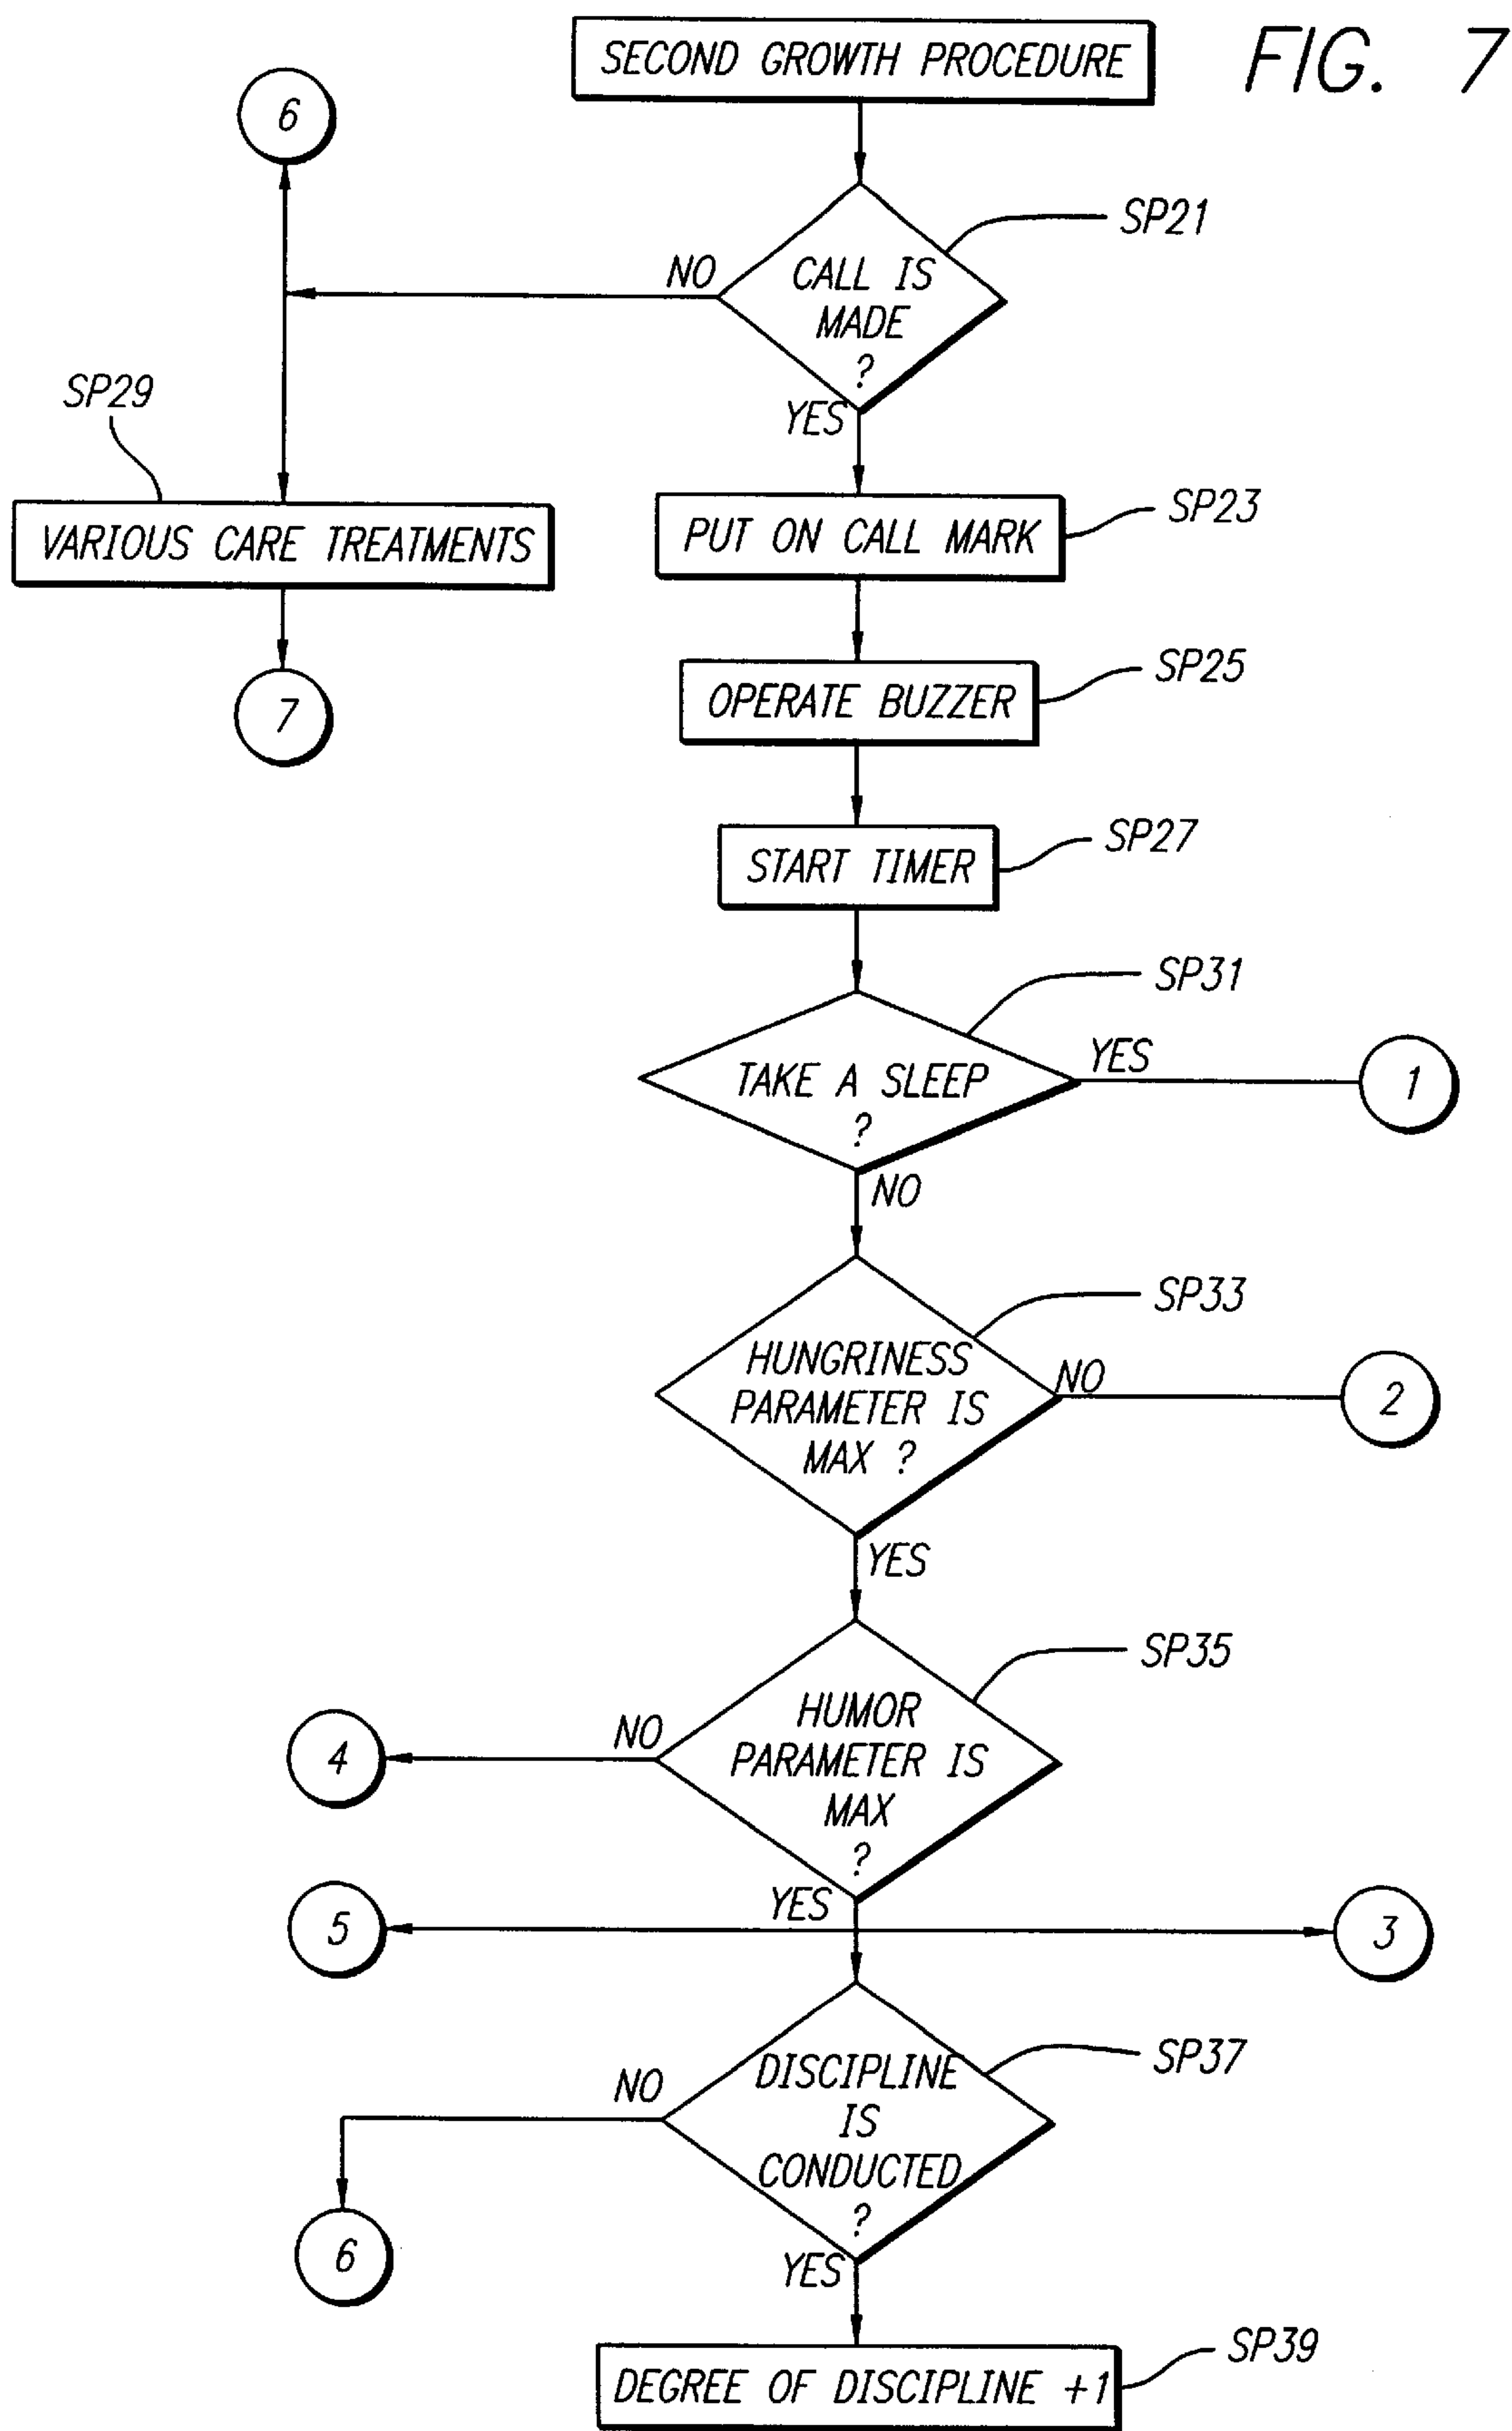 FIG. 7
SECOND GROWTH PROCEDURE
6
SP21
NO
CALL IS
MADE
?
YES
SP29
VARIOUS CARE TREATMENTS
7
PUT ON CALL MARK
SP23
OPERATE BUZZER
SP25
START TIMER
SP27
SP31
TAKE A SLEEP
?
YES
1
NO
SP33
HUNGRINESS
PARAMETER IS
MAX ?
NO
2
YES
SP35
HUMOR
PARAMETER IS
MAX
?
NO
4
YES
5
3
SP37
DISCIPLINE
IS
CONDUCTED
?
NO
6
YES
DEGREE OF DISCIPLINE +1
SP39